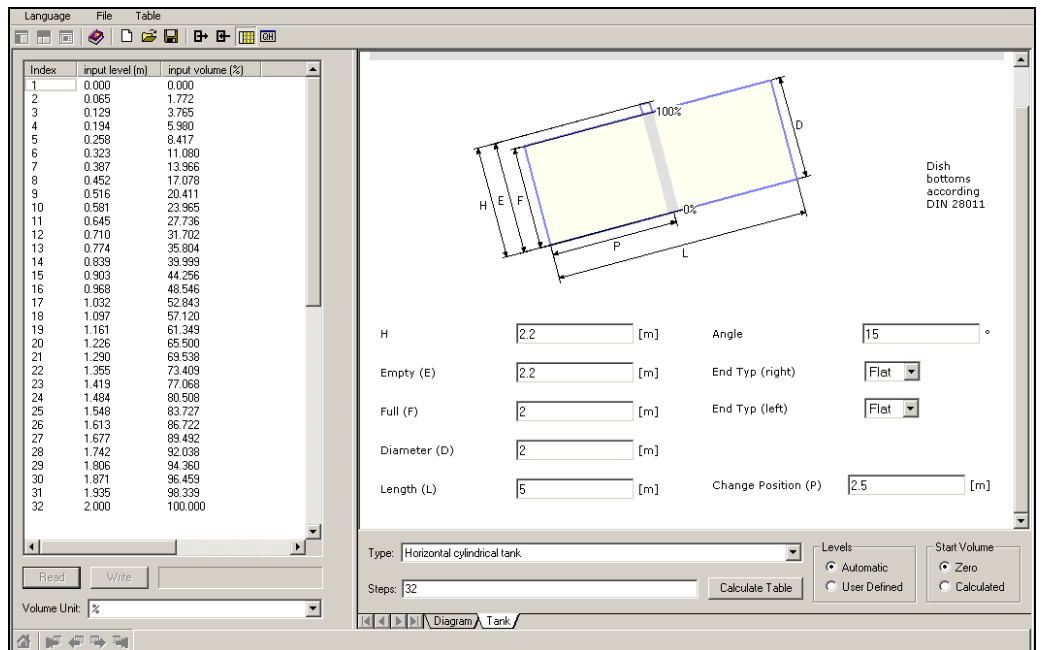 Language File Table
QH
Index input level (m) input volume (%)
1 0.000 0.000
2 0.065 1.772
3 0.129 3.765
4 0.194 5.980
5 0.258 8.417
6 0.323 11.080
7 0.387 13.966
8 0.452 17.078
9 0.516 20.411
10 0.581 23.965
11 0.645 27.736
12 0.710 31.702
13 0.774 35.804
14 0.839 39.999
15 0.903 44.256
16 0.968 48.546
17 1.032 52.843
18 1.097 57.120
19 1.161 61.349
20 1.226 65.500
21 1.290 69.538
22 1.355 73.409
23 1.419 77.068
24 1.484 80.508
25 1.548 83.727
26 1.613 86.722
27 1.677 89.492
28 1.742 92.038
29 1.806 94.360
30 1.871 96.459
31 1.935 98.339
32 2.000 100.000
Read Write
Volume Unit: %
100%
D
H E F
0%
P
L
Dish
bottoms
according
DIN 28011
H 2.2 [m] Angle 15 °
Empty (E) 2.2 [m] End Typ (right) Flat
Full (F) 2 [m] End Typ (left) Flat
Diameter (D) 2 [m]
Length (L) 5 [m] Change Position (P) 2.5 [m]
Type: Horizontal cylindrical tank
Steps: 32 Calculate Table
Levels
Automatic
User Defined
Start Volume
Zero
Calculated
Diagram Tank